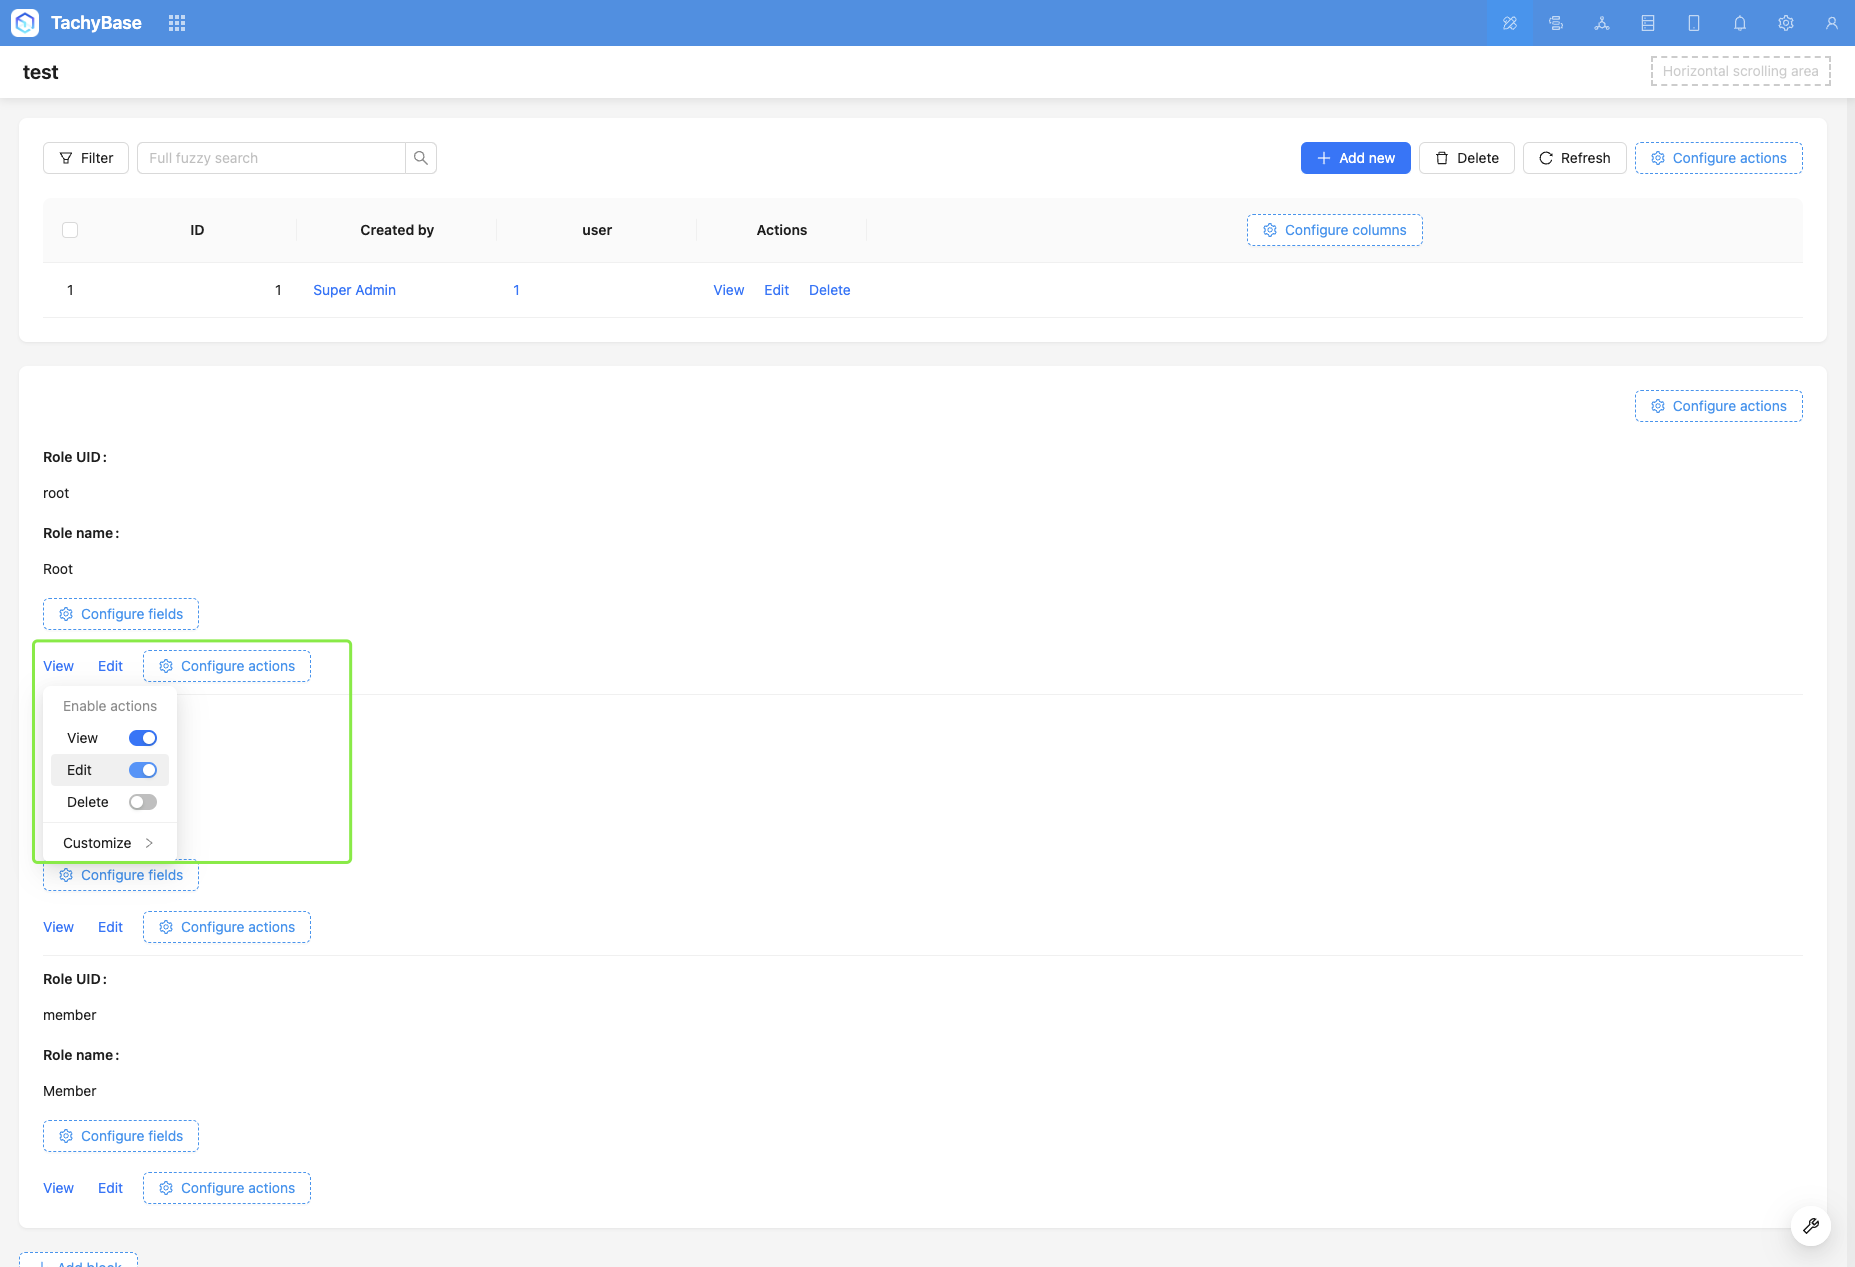 TachyBase
test
Horizontal scrolling area
Filter
Full fuzzy search
Add new
Delete
Refresh
Configure actions
ID
Created by
user
Actions
Configure columns
1
1
Super Admin
1
View
Edit
Delete
Configure actions
Role UID:
root
Role name:
Root
Configure fields
View
Edit
Configure actions
Enable actions
View
Edit
Delete
Customize
Configure fields
View
Edit
Configure actions
Role UID:
member
Role name:
Member
Configure fields
View
Edit
Configure actions
Add block